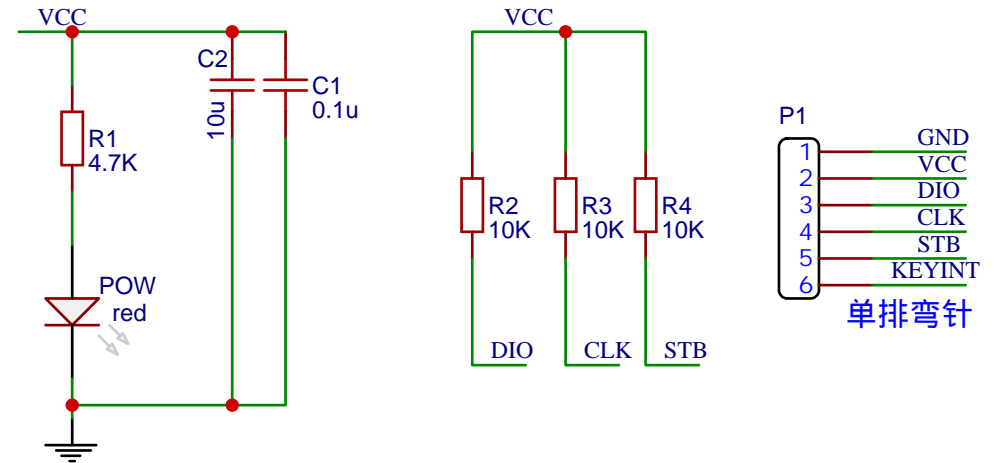 VCC
C2
10u
C1
0.1u
R1
4.7K
POW
red
VCC
R2
10K
R3
10K
R4
10K
DIO
CLK
STB
P1
1 GND
2 VCC
3 DIO
4 CLK
5 STB
6 KEYINT
单排弯针